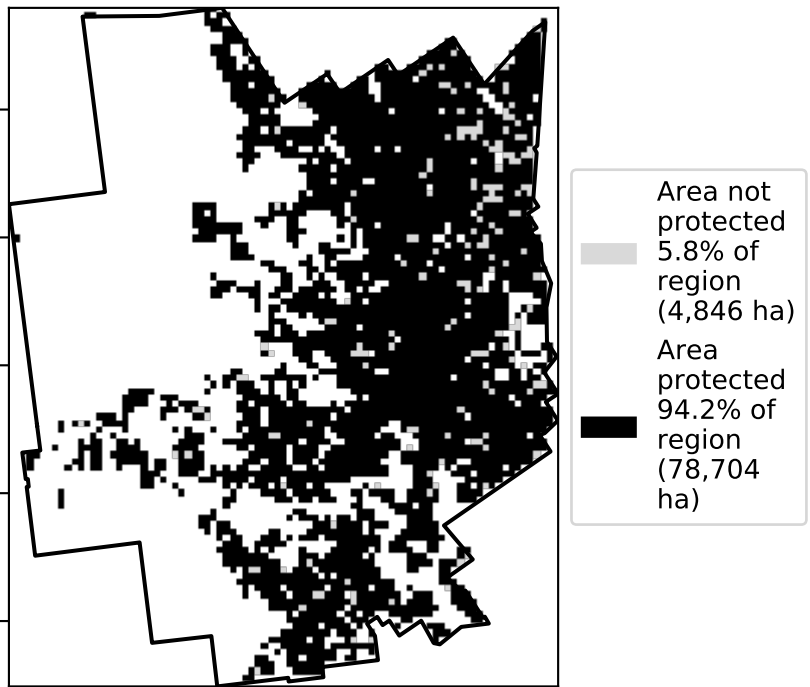 Area not
protected
5.8% of
region
(4,846 ha)
Area
protected
94.2% of
region
(78,704
ha)